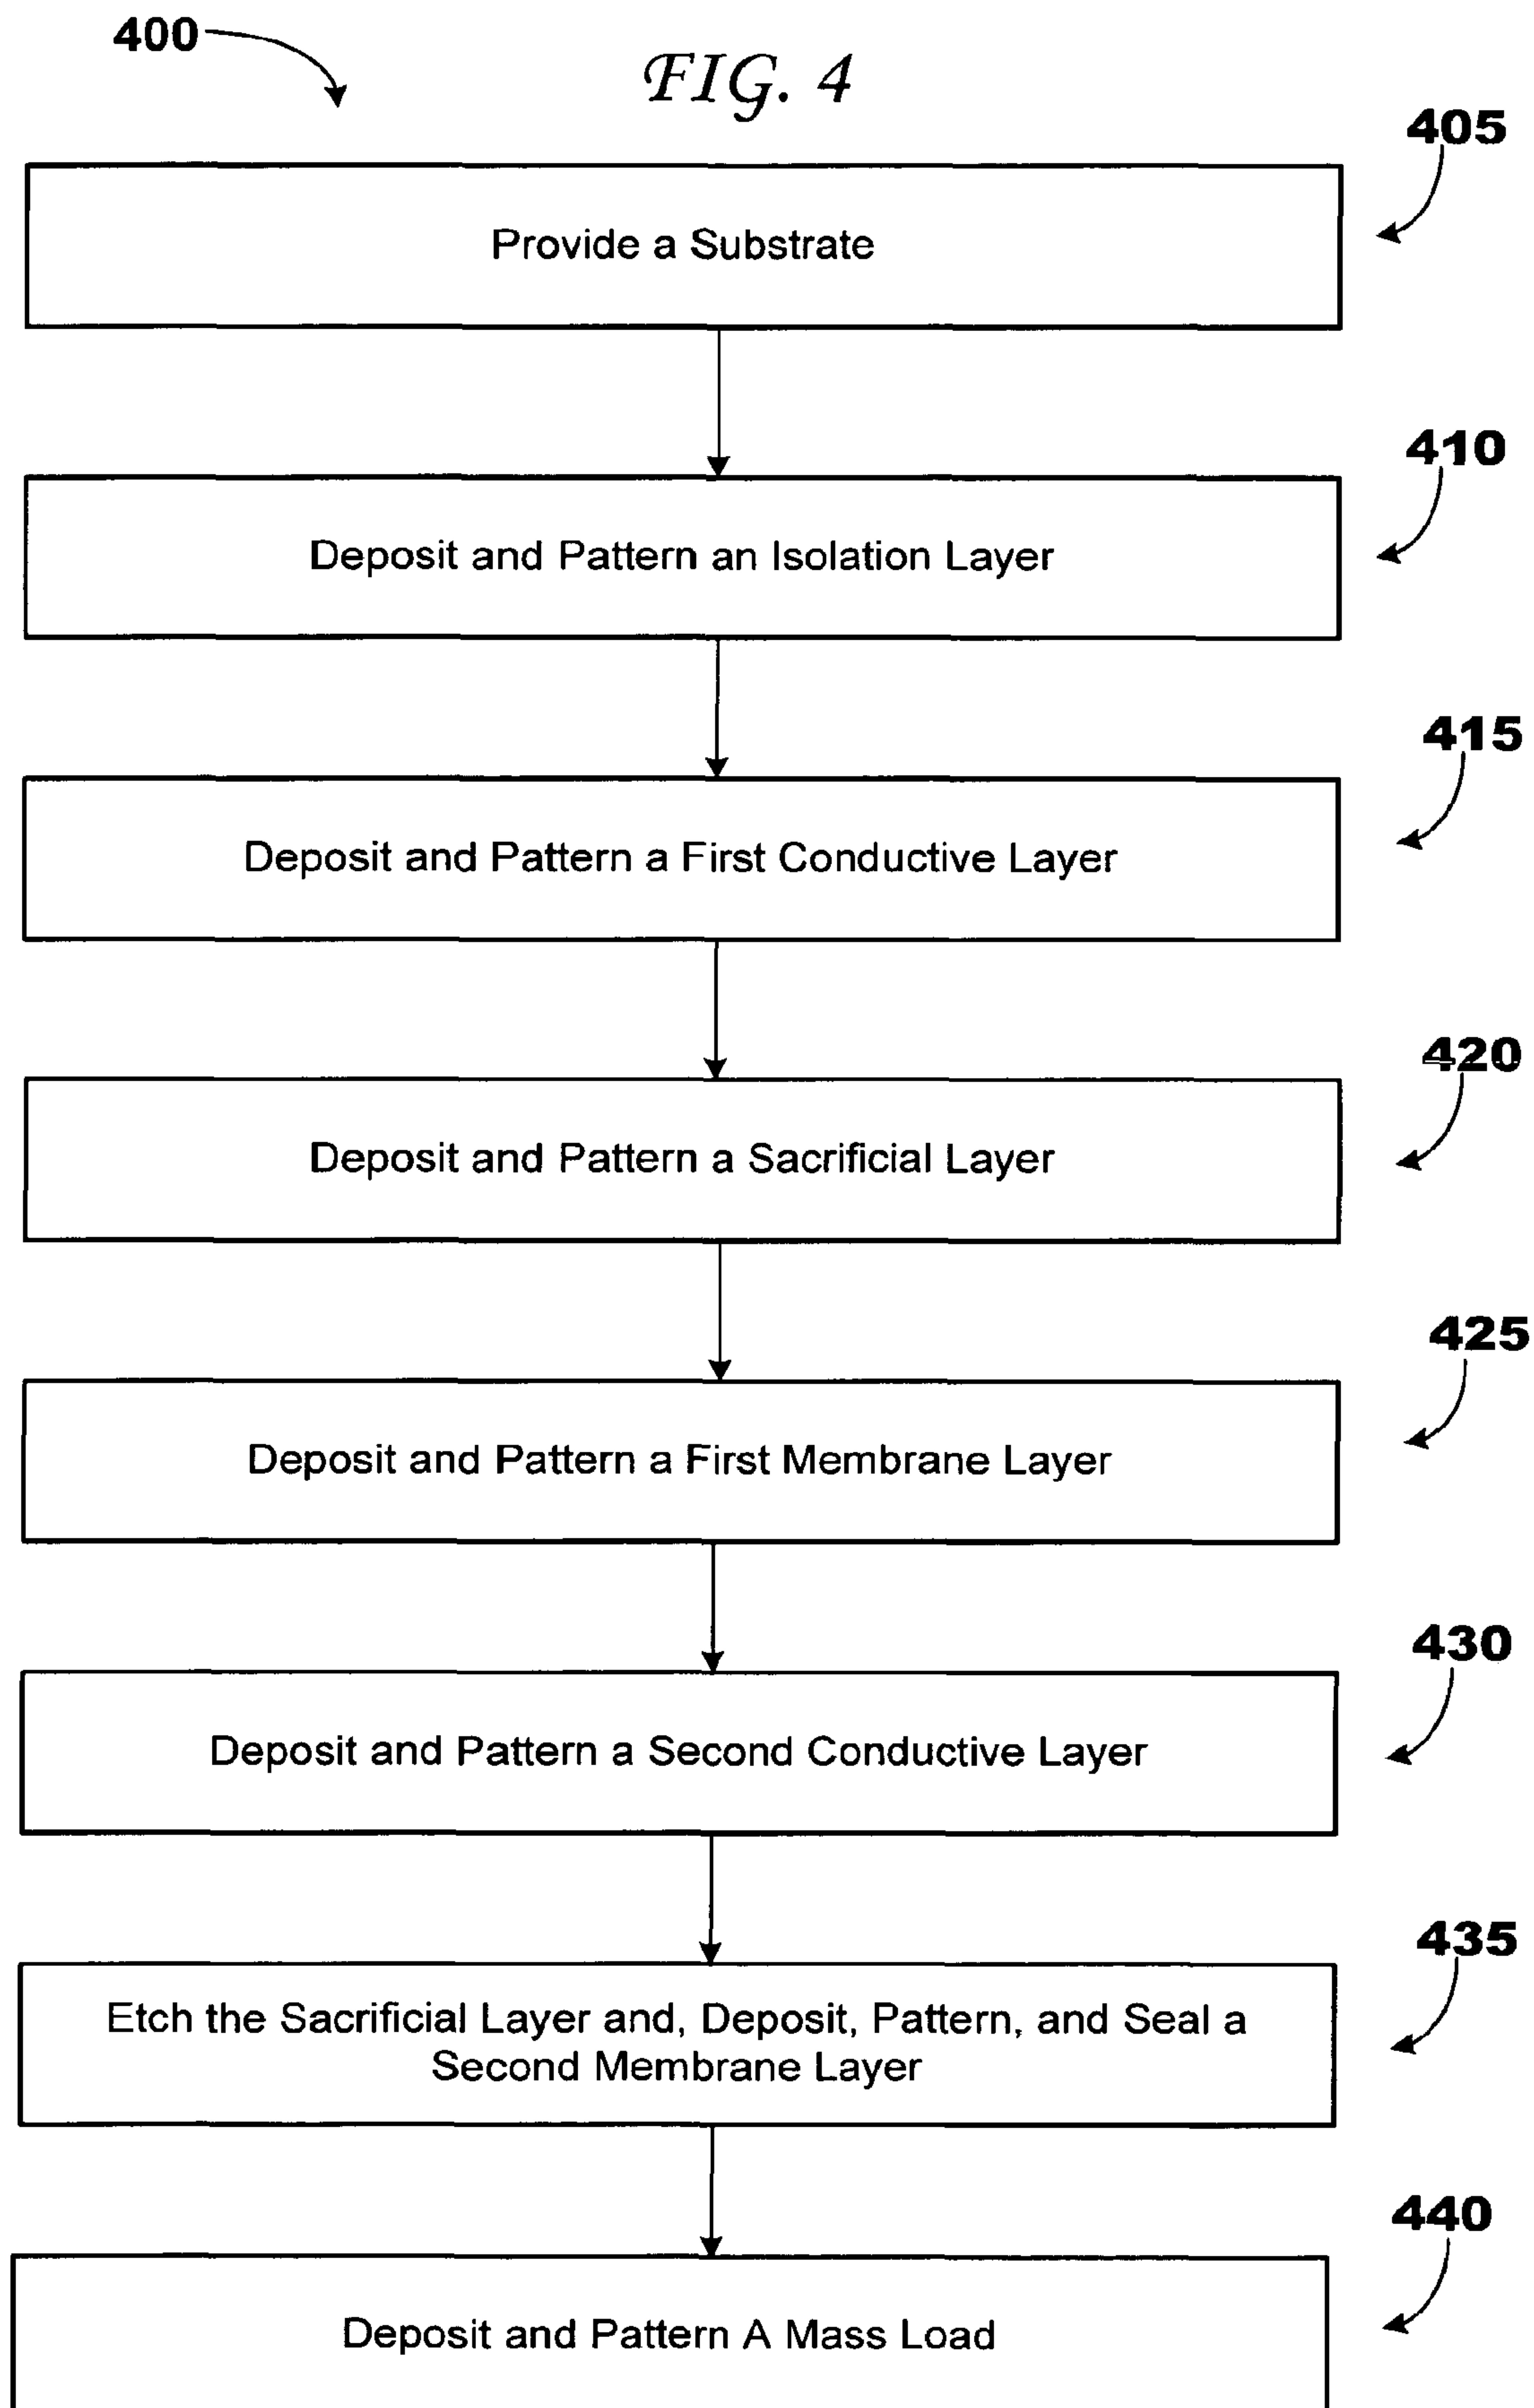 400
FIG. 4
405
Provide a Substrate
410
Deposit and Pattern an Isolation Layer
415
Deposit and Pattern a First Conductive Layer
420
Deposit and Pattern a Sacrificial Layer
425
Deposit and Pattern a First Membrane Layer
430
Deposit and Pattern a Second Conductive Layer
435
Etch the Sacrificial Layer and, Deposit, Pattern, and Seal a
Second Membrane Layer
440
Deposit and Pattern A Mass Load